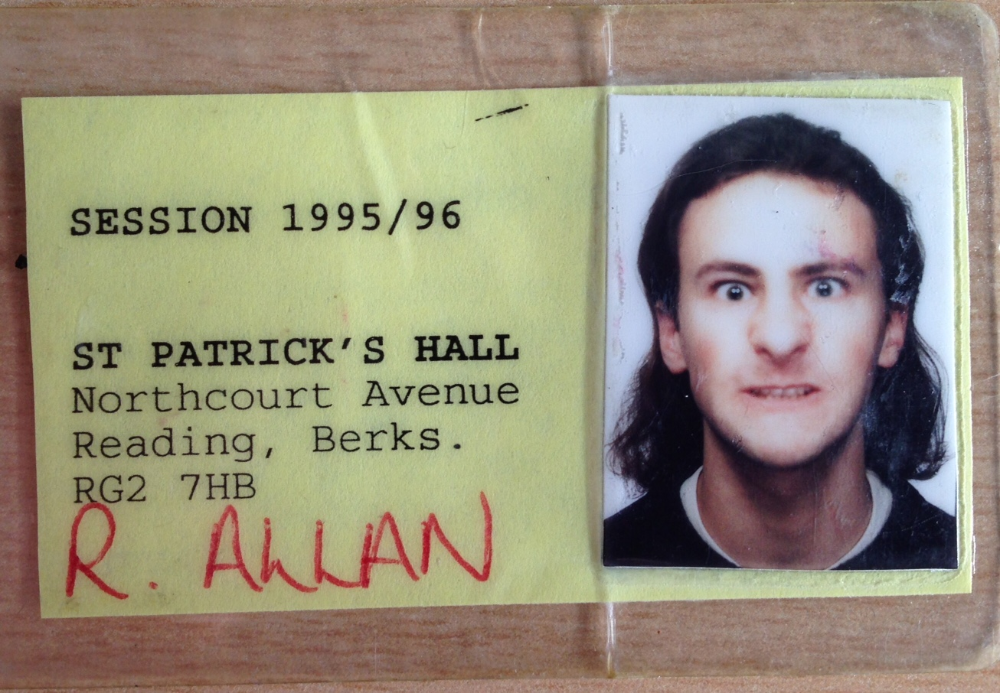 SESSION 1995/96
ST PATRICK'S HALL
Northcourt Avenue
Reading, Berks.
RG2 7HB
R. ALLAN